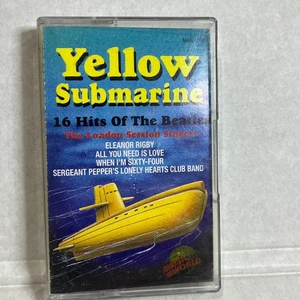 Yellow
Submarine
16 Hits Of The Beatles
The London Session Singers
ELEANOR RIGBY
ALL YOU NEED IS LOVE
WHEN I'M SIXTY-FOUR
SERGEANT PEPPER'S LONELY HEARTS CLUB BAND
WORLD